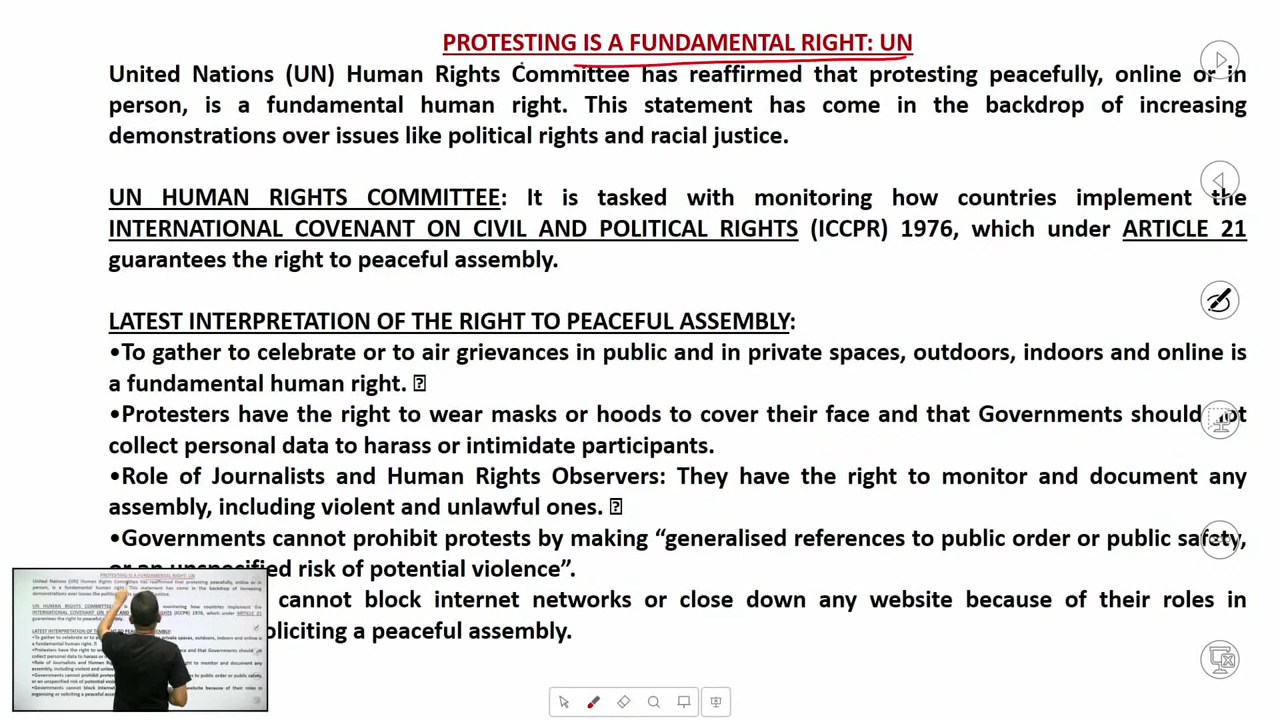 PROTESTING IS A FUNDAMENTAL RIGHT: UN
United Nations (UN) Human Rights Committee has reaffirmed that protesting peacefully, online or in
person, is a fundamental human right. This statement has come in the backdrop of increasing
demonstrations over issues like political rights and racial justice.
UN HUMAN RIGHTS COMMITTEE: It is tasked with monitoring how countries implement the
INTERNATIONAL COVENANT ON CIVIL AND POLITICAL RIGHTS (ICCPR) 1976, which under ARTICLE 21
guarantees the right to peaceful assembly.
LATEST INTERPRETATION OF THE RIGHT TO PEACEFUL ASSEMBLY:
•To gather to celebrate or to air grievances in public and in private spaces, outdoors, indoors and online is
a fundamental human right.
•Protesters have the right to wear masks or hoods to cover their face and that Governments should not
collect personal data to harass or intimidate participants.
•Role of Journalists and Human Rights Observers: They have the right to monitor and document any
assembly, including violent and unlawful ones.
•Governments cannot prohibit protests by making “generalised references to public order or public safety,
or an unspecified risk of potential violence”.
cannot block internet networks or close down any website because of their roles in
soliciting a peaceful assembly.